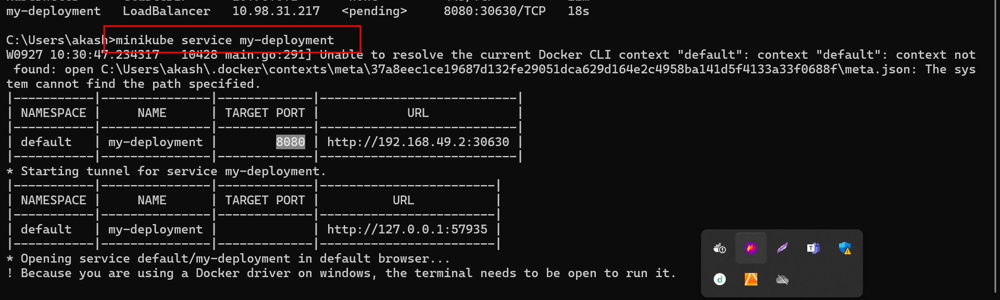 my-deployment   LoadBalancer   10.98.31.217   <pending>     8080:30630/TCP   18s
C:\Users\akash>minikube service my-deployment
W0927 10:30:47.234317   10428 main.go:291] Unable to resolve the current Docker CLI context "default": context "default": context not
 found: open C:\Users\akash\.docker\contexts\meta\37a8eec1ce19687d132fe29051dca629d164e2c4958ba141d5f4133a33f0688f\meta.json: The sys
tem cannot find the path specified.
|-----------|---------------|-------------|---------------------------|
| NAMESPACE |     NAME      | TARGET PORT |            URL            |
|-----------|---------------|-------------|---------------------------|
| default   | my-deployment |        8080 | http://192.168.49.2:30630 |
|-----------|---------------|-------------|---------------------------|
* Starting tunnel for service my-deployment.
|-----------|---------------|-------------|------------------------|
| NAMESPACE |     NAME      | TARGET PORT |          URL           |
|-----------|---------------|-------------|------------------------|
| default   | my-deployment |             | http://127.0.0.1:57935 |
|-----------|---------------|-------------|------------------------|
* Opening service default/my-deployment in default browser...
! Because you are using a Docker driver on windows, the terminal needs to be open to run it.